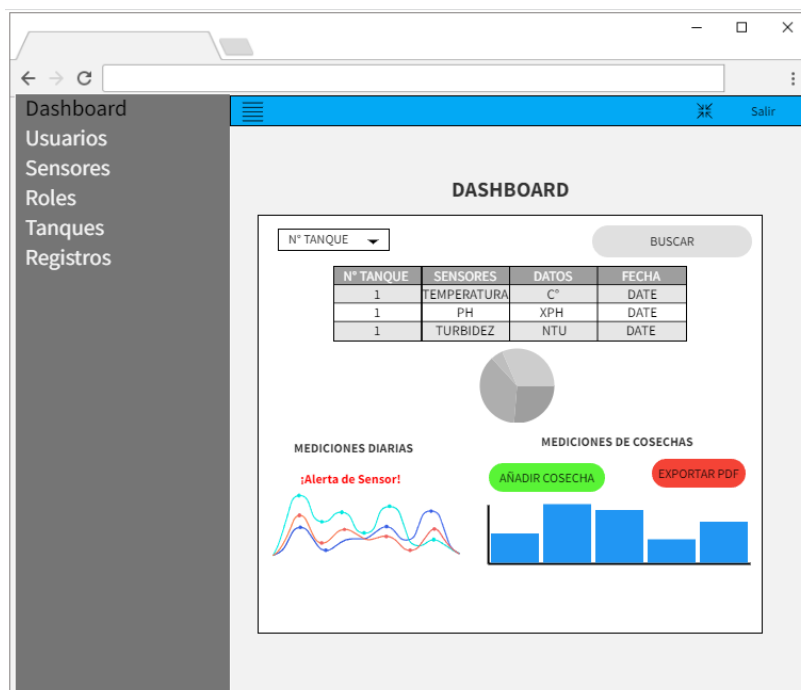 Dashboard
Usuarios
Sensores
Roles
Tanques
Registros
Salir
DASHBOARD
N° TANQUE
BUSCAR
N° TANQUE SENSORES DATOS FECHA
1 TEMPERATURA C° DATE
1 PH XPH DATE
1 TURBIDEZ NTU DATE
MEDICIONES DIARIAS
¡Alerta de Sensor!
MEDICIONES DE COSECHAS
AÑADIR COSECHA
EXPORTAR PDF